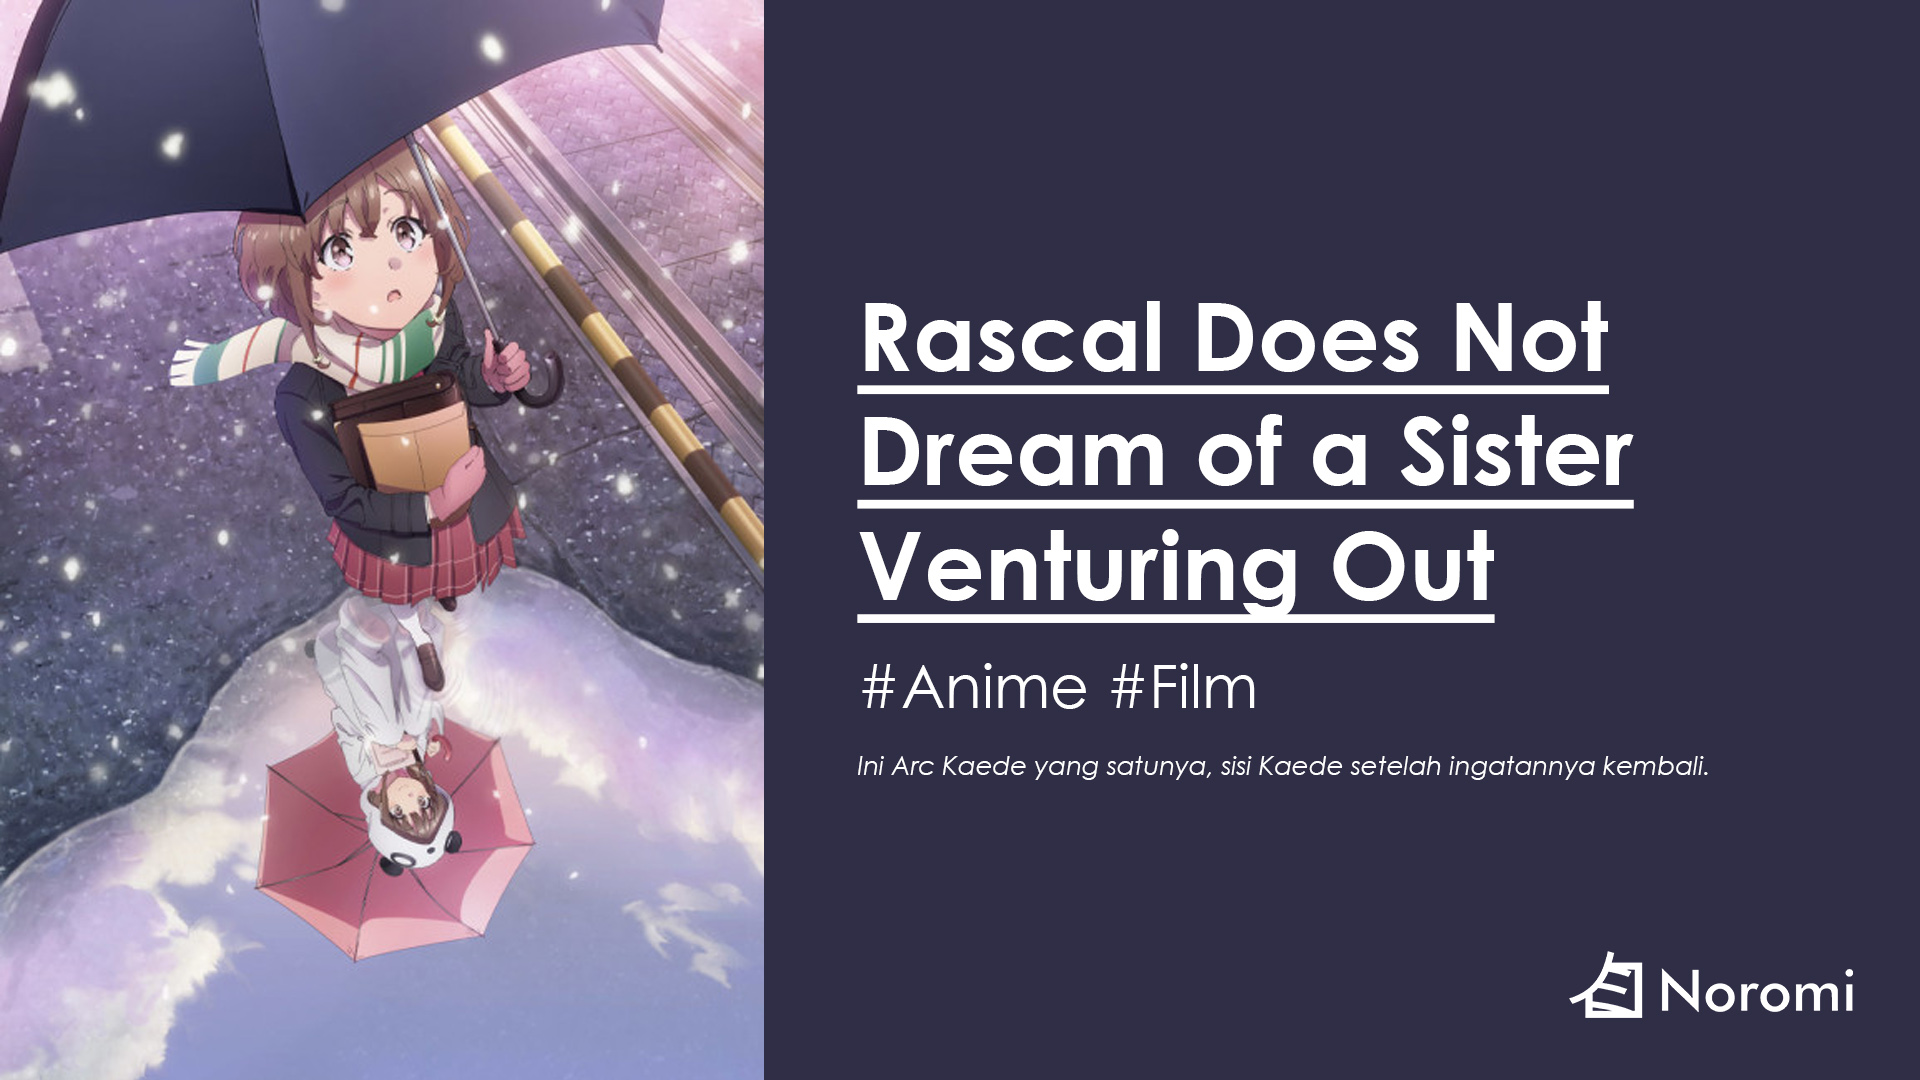 Rascal Does Not
Dream of a Sister
Venturing Out
#Anime #Film
Ini Arc Kaede yang satunya, sisi Kaede setelah ingatannya kembali.
Noromi